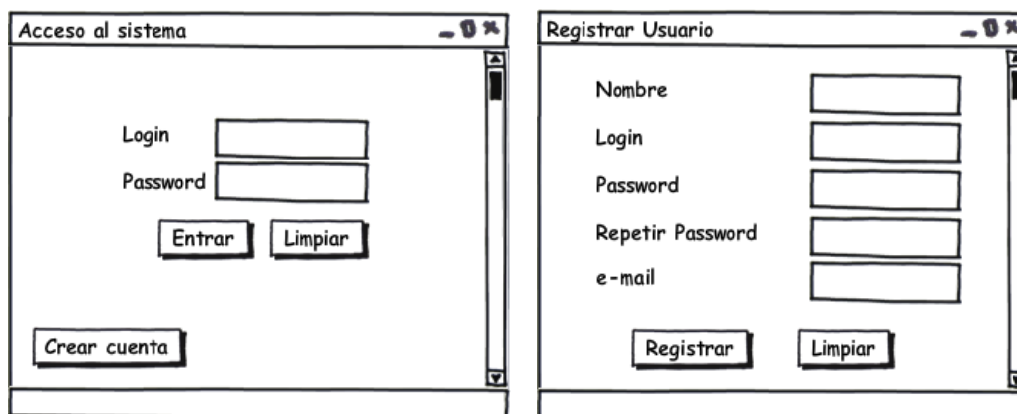 Acceso al sistema
Login
Password
Entrar Limpiar
Crear cuenta
Registrar Usuario
Nombre
Login
Password
Repetir Password
e-mail
Registrar Limpiar